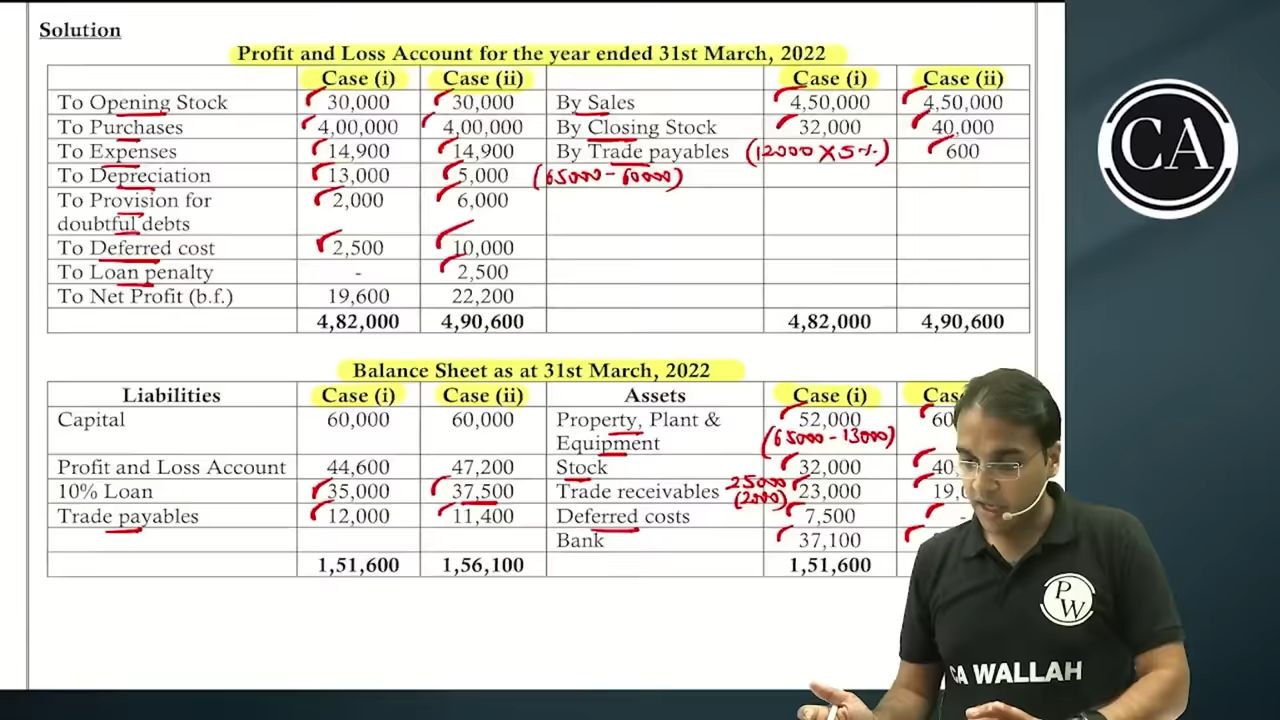 Solution
Profit and Loss Account for the year ended 31st March, 2022
Case (i) Case (ii) Case (i) Case (ii)
To Opening Stock 30,000 30,000 By Sales 4,50,000 4,50,000
To Purchases 4,00,000 4,00,000 By Closing Stock 32,000 40,000
To Expenses 14,900 14,900 By Trade payables (12000 X 5%) 600
To Depreciation 13,000 5,000 (65000 - 60000)
To Provision for doubtful debts 2,000 6,000
To Deferred cost 2,500 10,000
To Loan penalty - 2,500
To Net Profit (b.f.) 19,600 22,200
4,82,000 4,90,600 4,82,000 4,90,600
Balance Sheet as at 31st March, 2022
Liabilities Case (i) Case (ii) Assets Case (i)
Capital 60,000 60,000 Property, Plant & Equipment 52,000
(65000 - 13000)
Profit and Loss Account 44,600 47,200 Stock 32,000
10% Loan 35,000 37,500 Trade receivables 25000 (2000) 23,000
Trade payables 12,000 11,400 Deferred costs 7,500 -
Bank 37,100
1,51,600 1,56,100 1,51,600
CA
PW
CA WALLAH